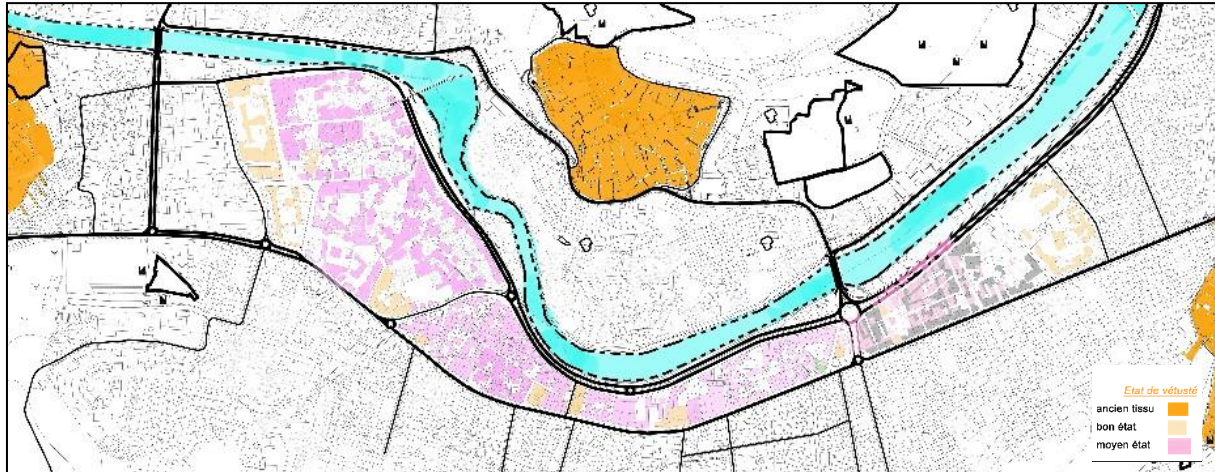 Etat de vétusté
ancien tissu
bon état
moyen état